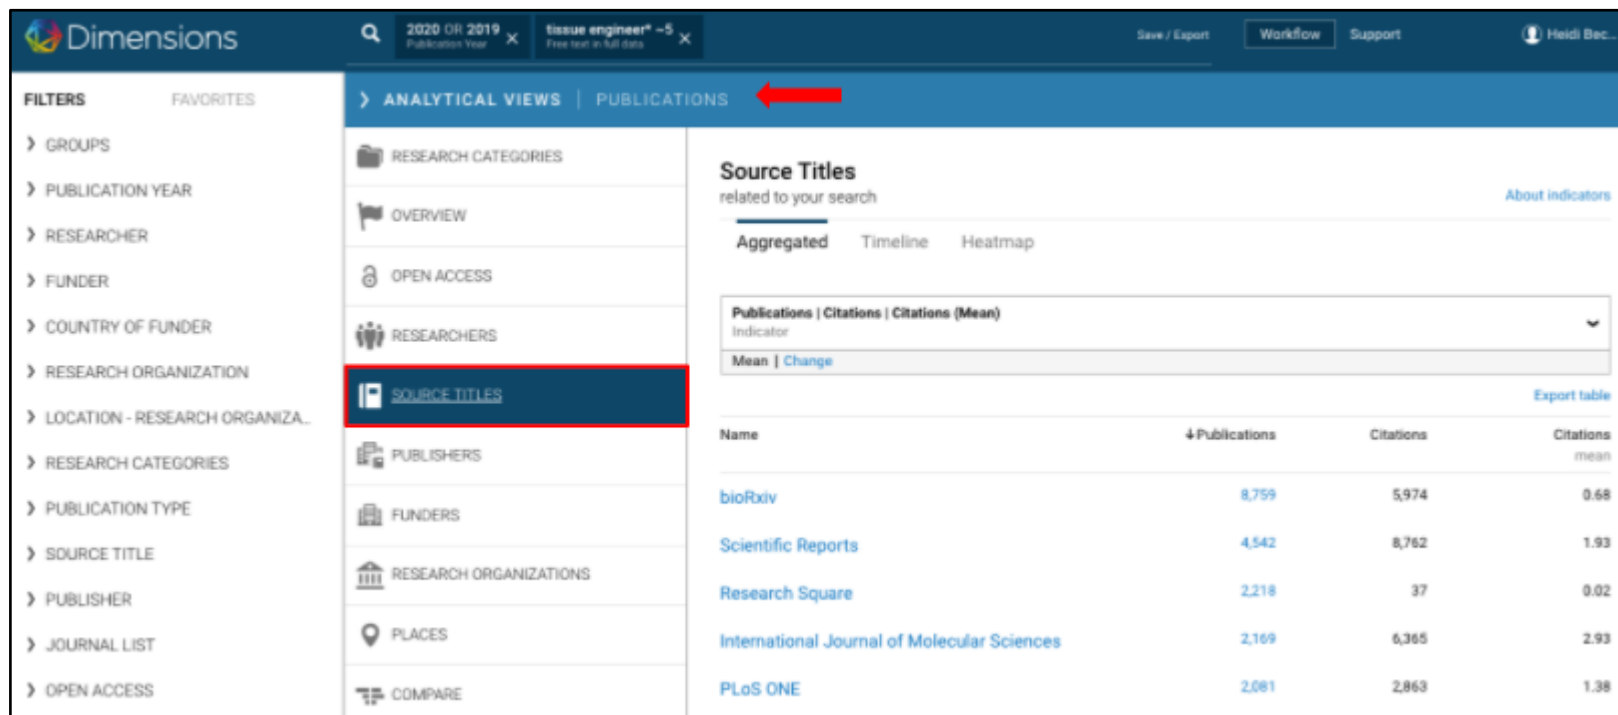 Dimensions
2020 OR 2019
Publication Year
tissue engineer* ~5
Free text in full data
Save / Export
Workflow
Support
Heidi Bec...
FILTERS
FAVORITES
GROUPS
PUBLICATION YEAR
RESEARCHER
FUNDER
COUNTRY OF FUNDER
RESEARCH ORGANIZATION
LOCATION - RESEARCH ORGANIZA...
RESEARCH CATEGORIES
PUBLICATION TYPE
SOURCE TITLE
PUBLISHER
JOURNAL LIST
OPEN ACCESS
ANALYTICAL VIEWS | PUBLICATIONS
RESEARCH CATEGORIES
OVERVIEW
OPEN ACCESS
RESEARCHERS
SOURCE TITLES
PUBLISHERS
FUNDERS
RESEARCH ORGANIZATIONS
PLACES
COMPARE
Source Titles
related to your search
About indicators
Aggregated Timeline Heatmap
Publications | Citations | Citations (Mean)
Indicator
Mean | Change
Export table
Name ↓Publications Citations Citations
mean
bioRxiv 8,759 5,974 0.68
Scientific Reports 4,542 8,762 1.93
Research Square 2,218 37 0.02
International Journal of Molecular Sciences 2,169 6,365 2.93
PLoS ONE 2,081 2,863 1.38